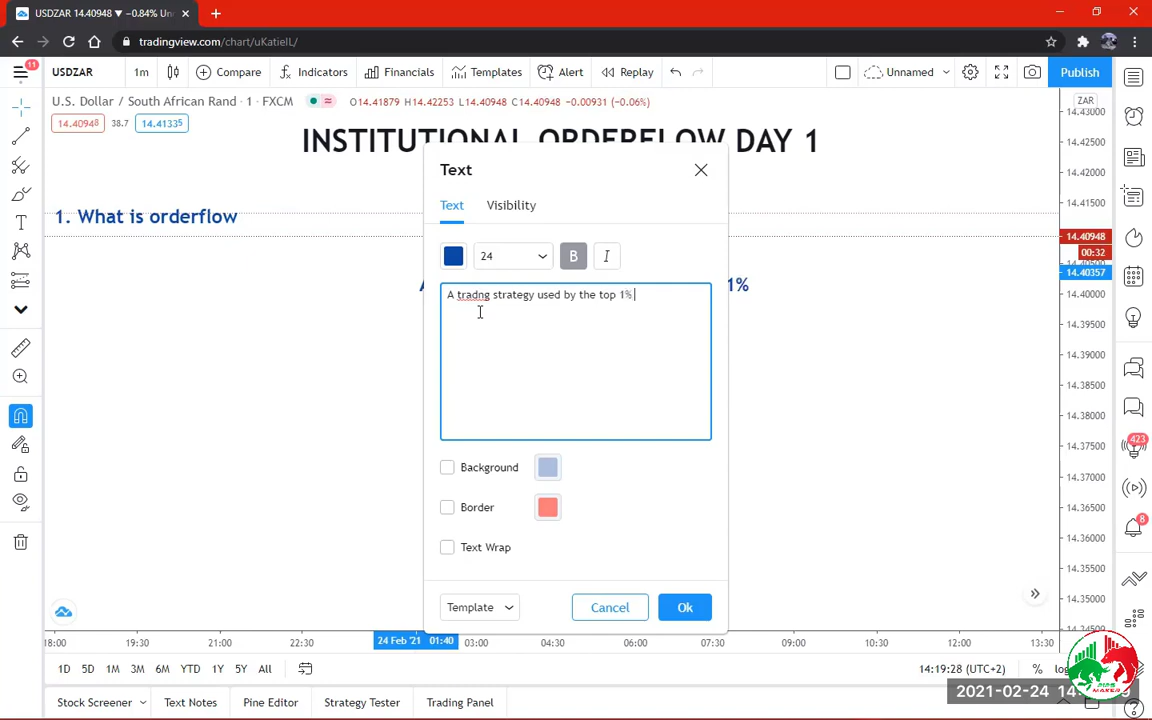 USDZAR 14.40948 ▼ −0.84% Un
tradingview.com/chart/uKatielL/
11
USDZAR
1m
Compare
Indicators
Financials
Templates
Alert
Replay
Unnamed
Publish
U.S. Dollar / South African Rand · 1 · FXCM
O14.41879 H14.42253 L14.40948 C14.40948 −0.00931 (−0.06%)
14.40948
38.7
14.41335
ZAR
INSTITUTIONAL ORDERFLOW DAY 1
1. What is orderflow
A
1%
Text
Text
Visibility
24
B
I
A tradng strategy used by the top 1%
Background
Border
Text Wrap
Template
Cancel
Ok
14.43000
14.42500
14.42000
14.41500
14.40948
00:32
14.40357
14.40000
14.39500
14.39000
14.38500
14.38000
14.37500
14.37000
14.36500
14.36000
14.35500
14.35000
423
8
18:00
19:30
21:00
22:30
24 Feb '21 01:40
03:00
04:30
06:00
07:30
09:00
10:30
12:00
13:30
1D
5D
1M
3M
6M
YTD
1Y
5Y
All
14:19:28 (UTC+2)
%
Stock Screener
Text Notes
Pine Editor
Strategy Tester
Trading Panel
2021-02-24